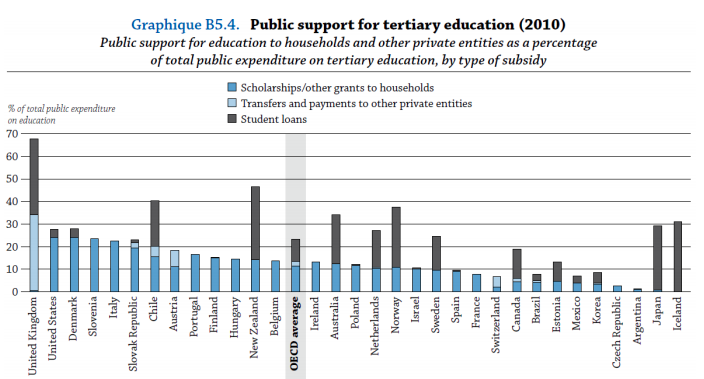 Graphique B5.4. Public support for tertiary education (2010)
Public support for education to households and other private entities as a percentage
of total public expenditure on tertiary education, by type of subsidy
Scholarships/other grants to households
Transfers and payments to other private entities
Student loans
% of total public expenditure
on education
70
60
50
40
30
20
10
0
United Kingdom
United States
Denmark
Slovenia
Italy
Slovak Republic
Chile
Austria
Portugal
Finland
Hungary
New Zealand
Belgium
OECD average
Ireland
Australia
Poland
Netherlands
Norway
Israel
Sweden
Spain
France
Switzerland
Canada
Brazil
Estonia
Mexico
Korea
Czech Republic
Argentina
Japan
Iceland